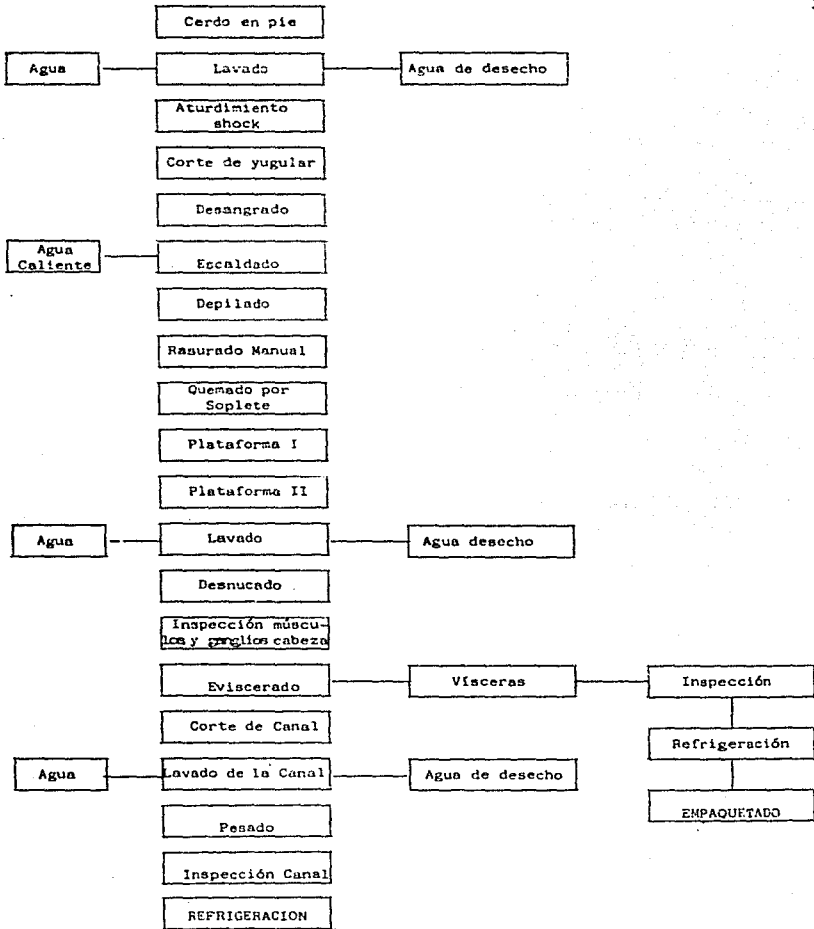 Cerdo en pie
Agua
Lavado
Agua de desecho
Aturdimiento
shock
Corte de yugular
Desangrado
Agua
Caliente
Escaldado
Depilado
Rasurado Manual
Quemado por
Soplete
Plataforma I
Plataforma II
Agua
Lavado
Agua desecho
Desnucado
Inspección múscu-
los y ganglios cabeza
Eviscerado
Vísceras
Inspección
Corte de Canal
Refrigeración
Agua
Lavado de la Canal
Agua de desecho
EMPAQUETADO
Pesado
Inspección Canal
REFRIGERACION